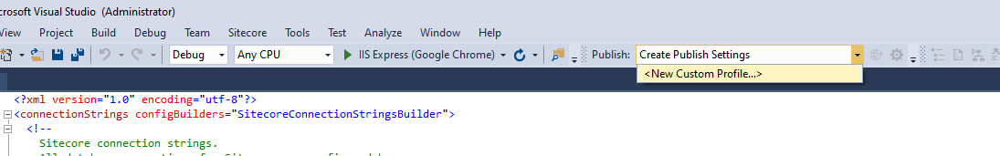 crosoft Visual Studio (Administrator)
View Project Build Debug Team Sitecore Tools Test Analyze Window Help
Debug Any CPU IIS Express (Google Chrome) Publish: Create Publish Settings
<New Custom Profile...>
<?xml version="1.0" encoding="utf-8"?>
<connectionStrings configBuilders="SitecoreConnectionStringsBuilder">
<!--
Sitecore connection strings.